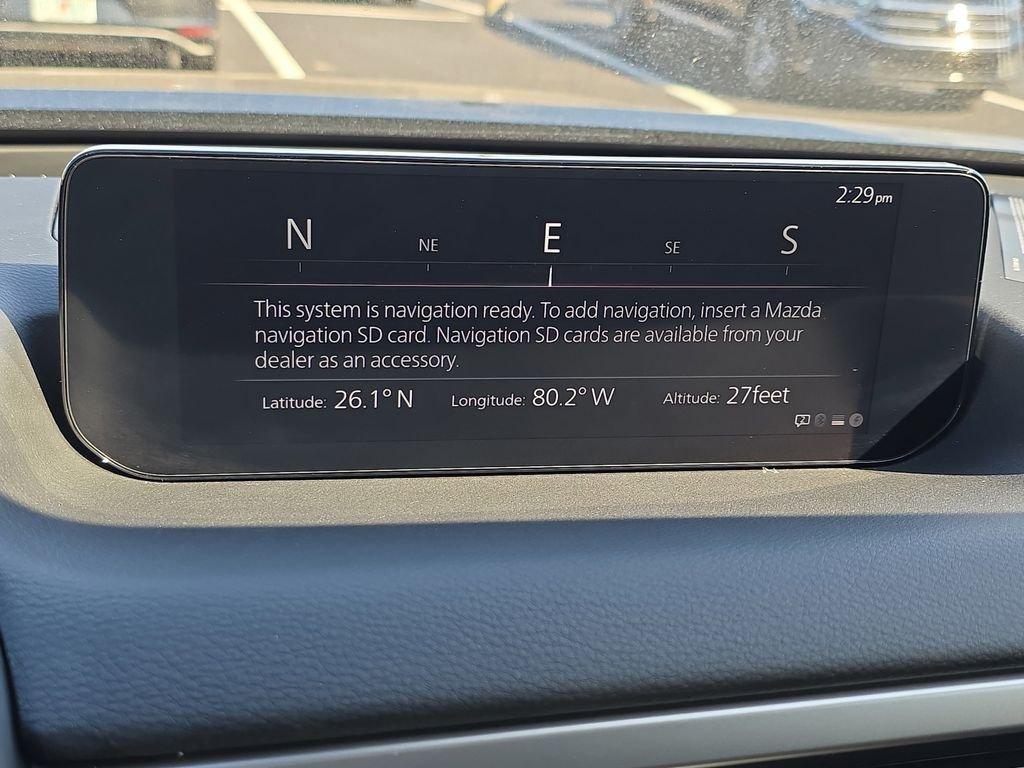 2:29pm
N NE E SE S
This system is navigation ready. To add navigation, insert a Mazda
navigation SD card. Navigation SD cards are available from your
dealer as an accessory.
Latitude: 26.1° N Longitude: 80.2° W Altitude: 27feet